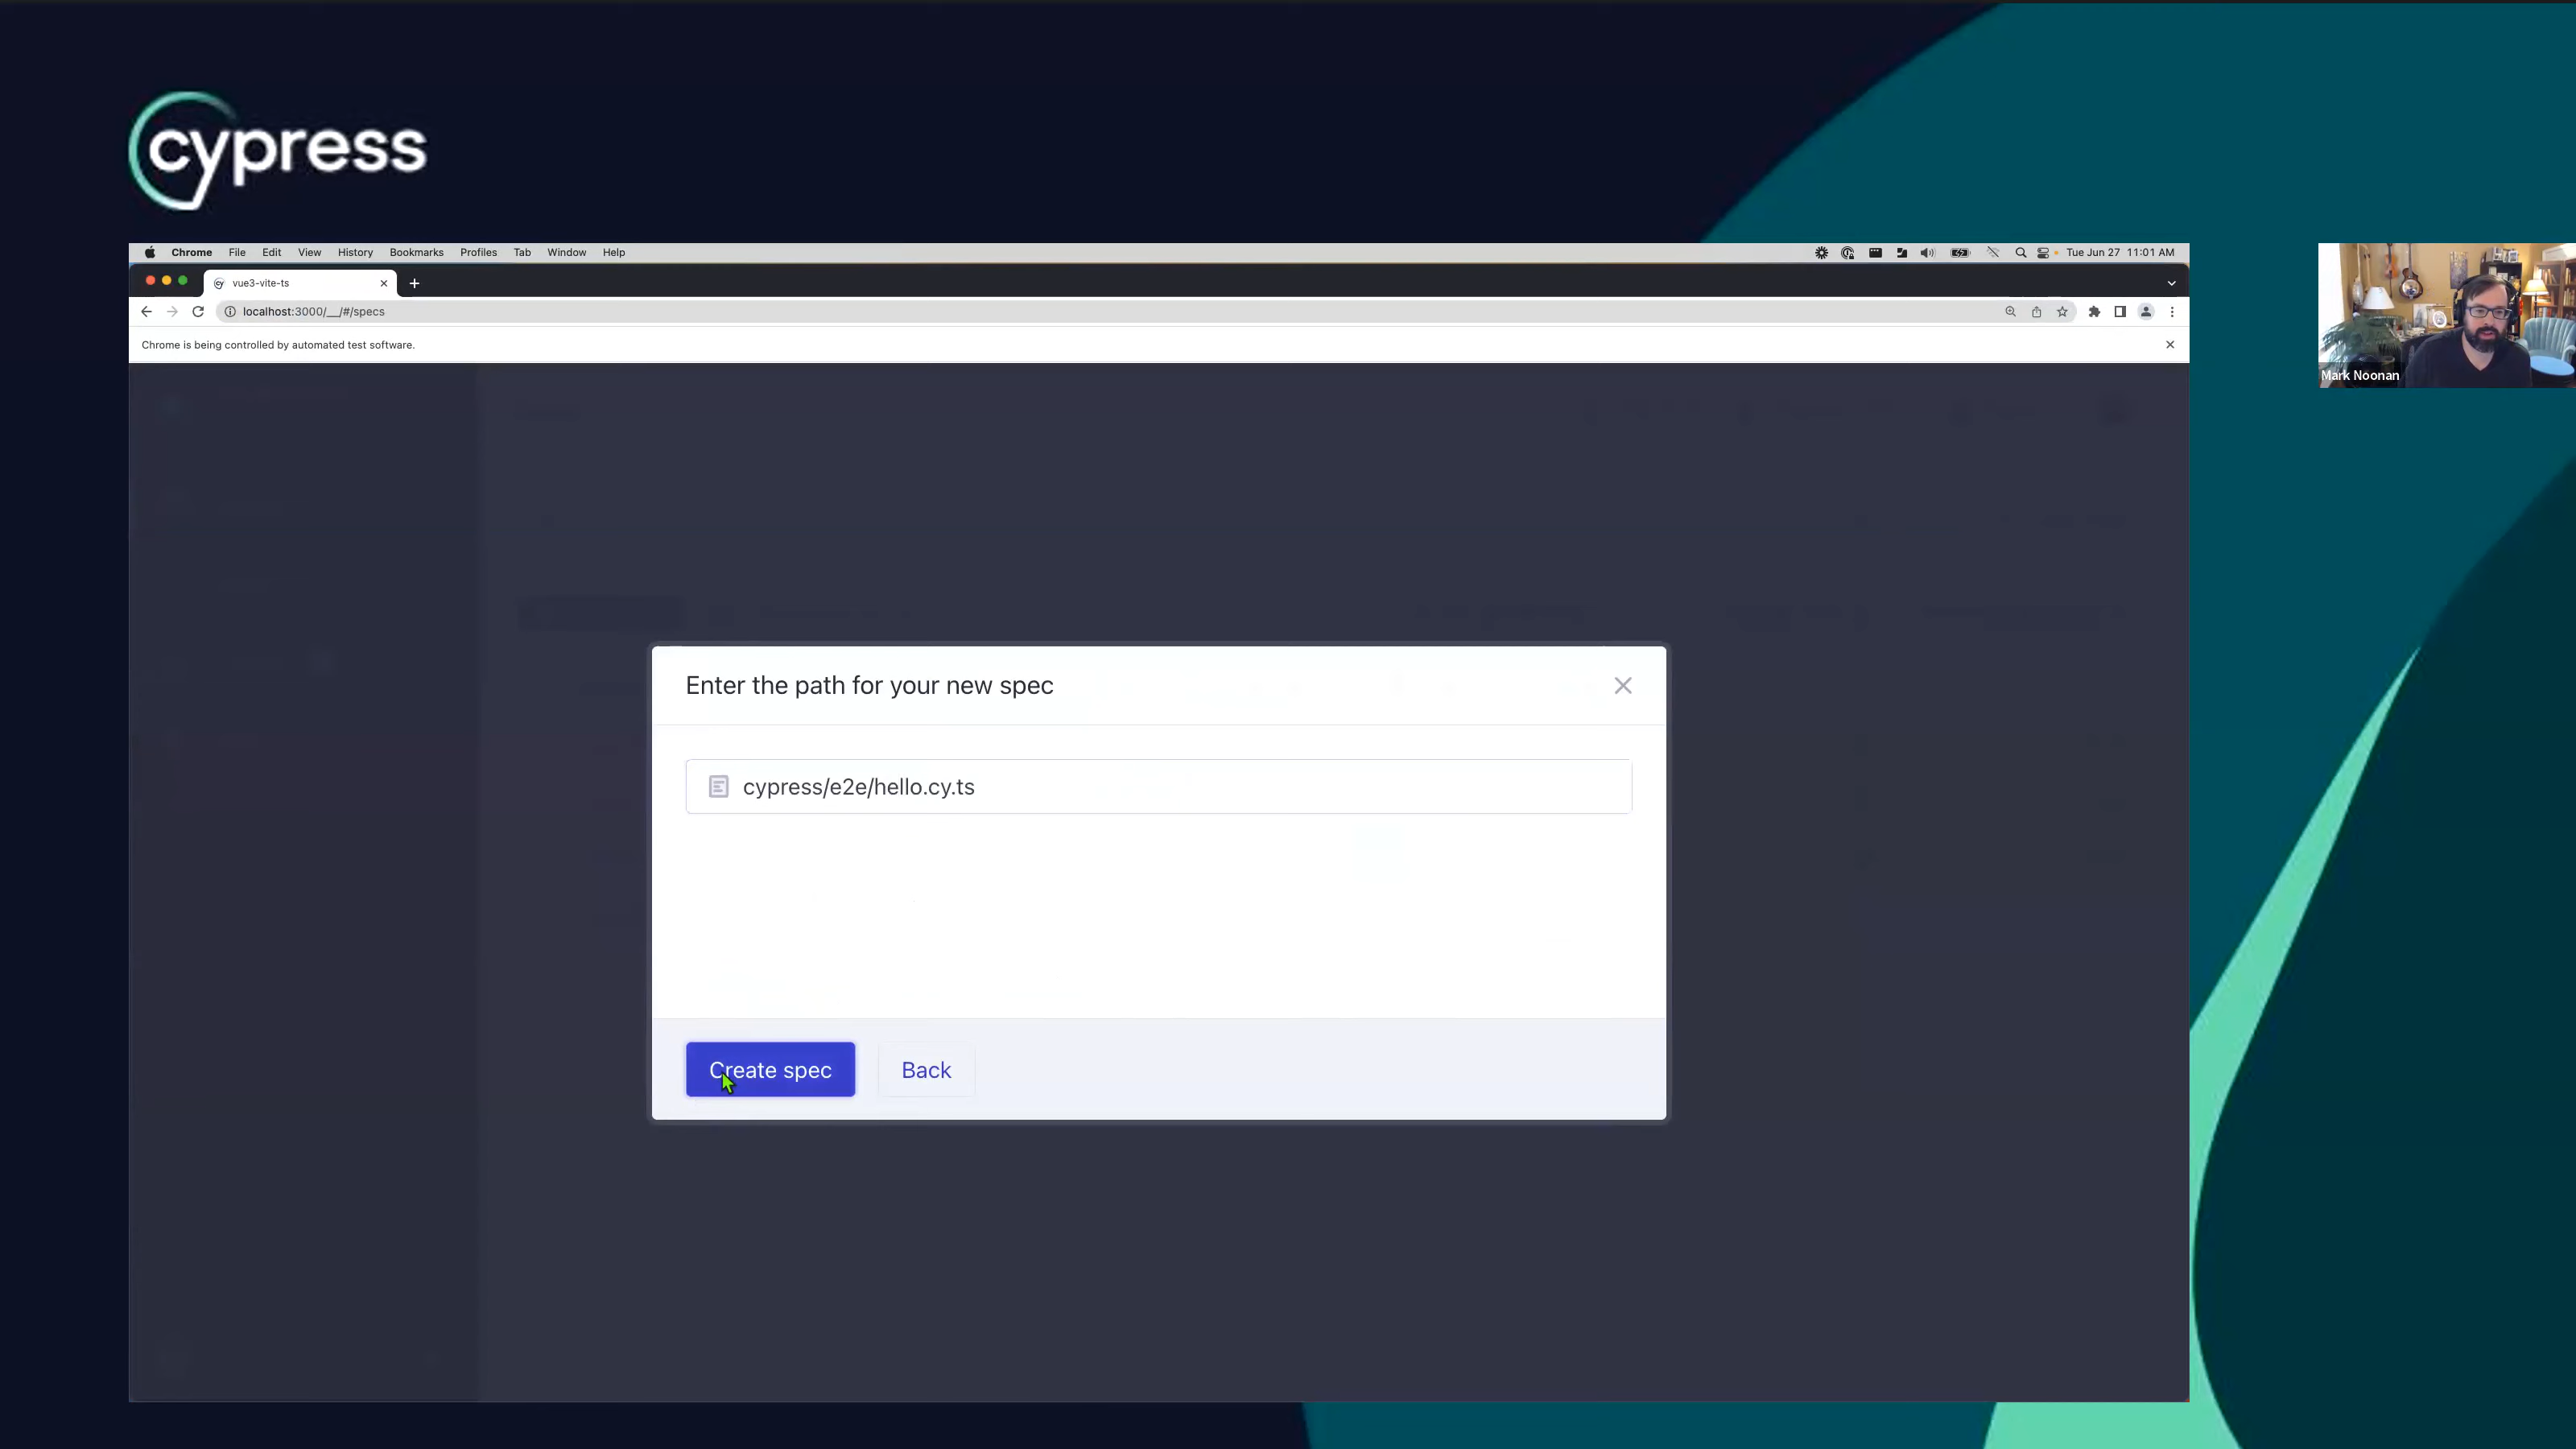 cypress
Chrome File Edit View History Bookmarks Profiles Tab Window Help Tue Jun 27 11:01 AM
vue3-vite-ts
localhost:3000/__/#/specs
Chrome is being controlled by automated test software.
Mark Noonan
Enter the path for your new spec
cypress/e2e/hello.cy.ts
Create spec Back